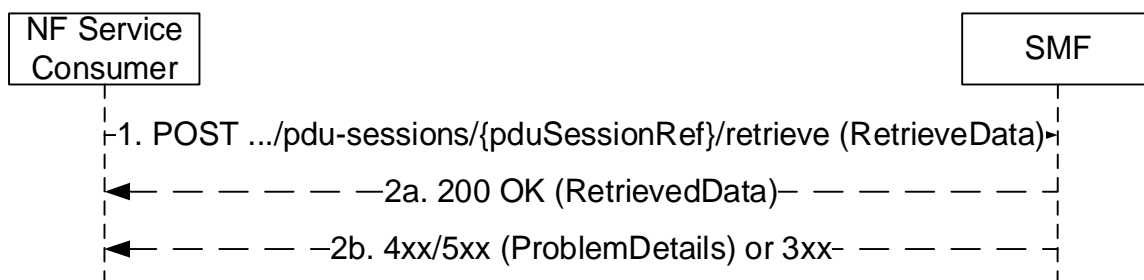 NF Service
Consumer
SMF
1. POST .../pdu-sessions/{pduSessionRef}/retrieve (RetrieveData)
2a. 200 OK (RetrievedData)
2b. 4xx/5xx (ProblemDetails) or 3xx